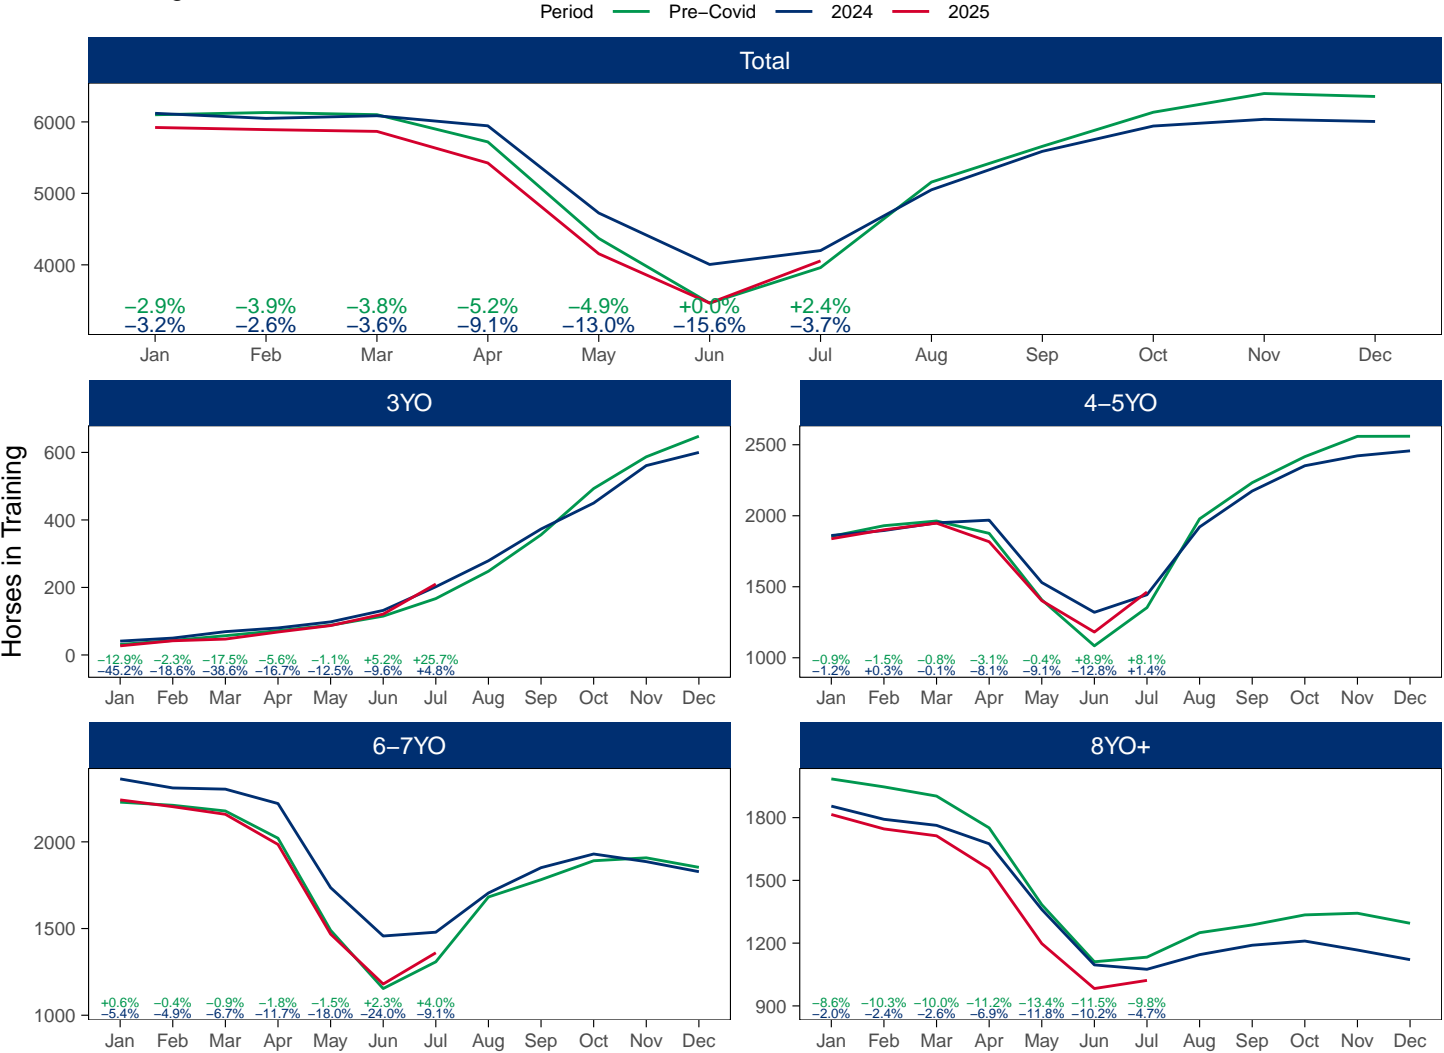 Period Pre−Covid 2024 2025
Total
6000
5000
4000
−2.9% −3.9% −3.8% −5.2% −4.9% +0.0% +2.4%
−3.2% −2.6% −3.6% −9.1% −13.0% −15.6% −3.7%
Jan Feb Mar Apr May Jun Jul Aug Sep Oct Nov Dec
Horses in Training
3YO
600
400
200
0
−12.9% −2.3% −17.5% −5.6% −1.1% +5.2% +25.7%
−45.2% −18.6% −38.6% −16.7% −12.5% −9.6% +4.8%
Jan Feb Mar Apr May Jun Jul Aug Sep Oct Nov Dec
4−5YO
2500
2000
1500
1000
−0.9% −1.5% −0.8% −3.1% −0.4% +8.9% +8.1%
−1.2% +0.3% −0.1% −8.1% −9.1% −12.8% +1.4%
Jan Feb Mar Apr May Jun Jul Aug Sep Oct Nov Dec
6−7YO
2000
1500
1000
+0.6% −0.4% −0.9% −1.8% −1.5% +2.3% +4.0%
−5.4% −4.9% −6.7% −11.7% −18.0% −24.0% −9.1%
Jan Feb Mar Apr May Jun Jul Aug Sep Oct Nov Dec
8YO+
1800
1500
1200
900
−8.6% −10.3% −10.0% −11.2% −13.4% −11.5% −9.8%
−2.0% −2.4% −2.6% −6.9% −11.8% −10.2% −4.7%
Jan Feb Mar Apr May Jun Jul Aug Sep Oct Nov Dec